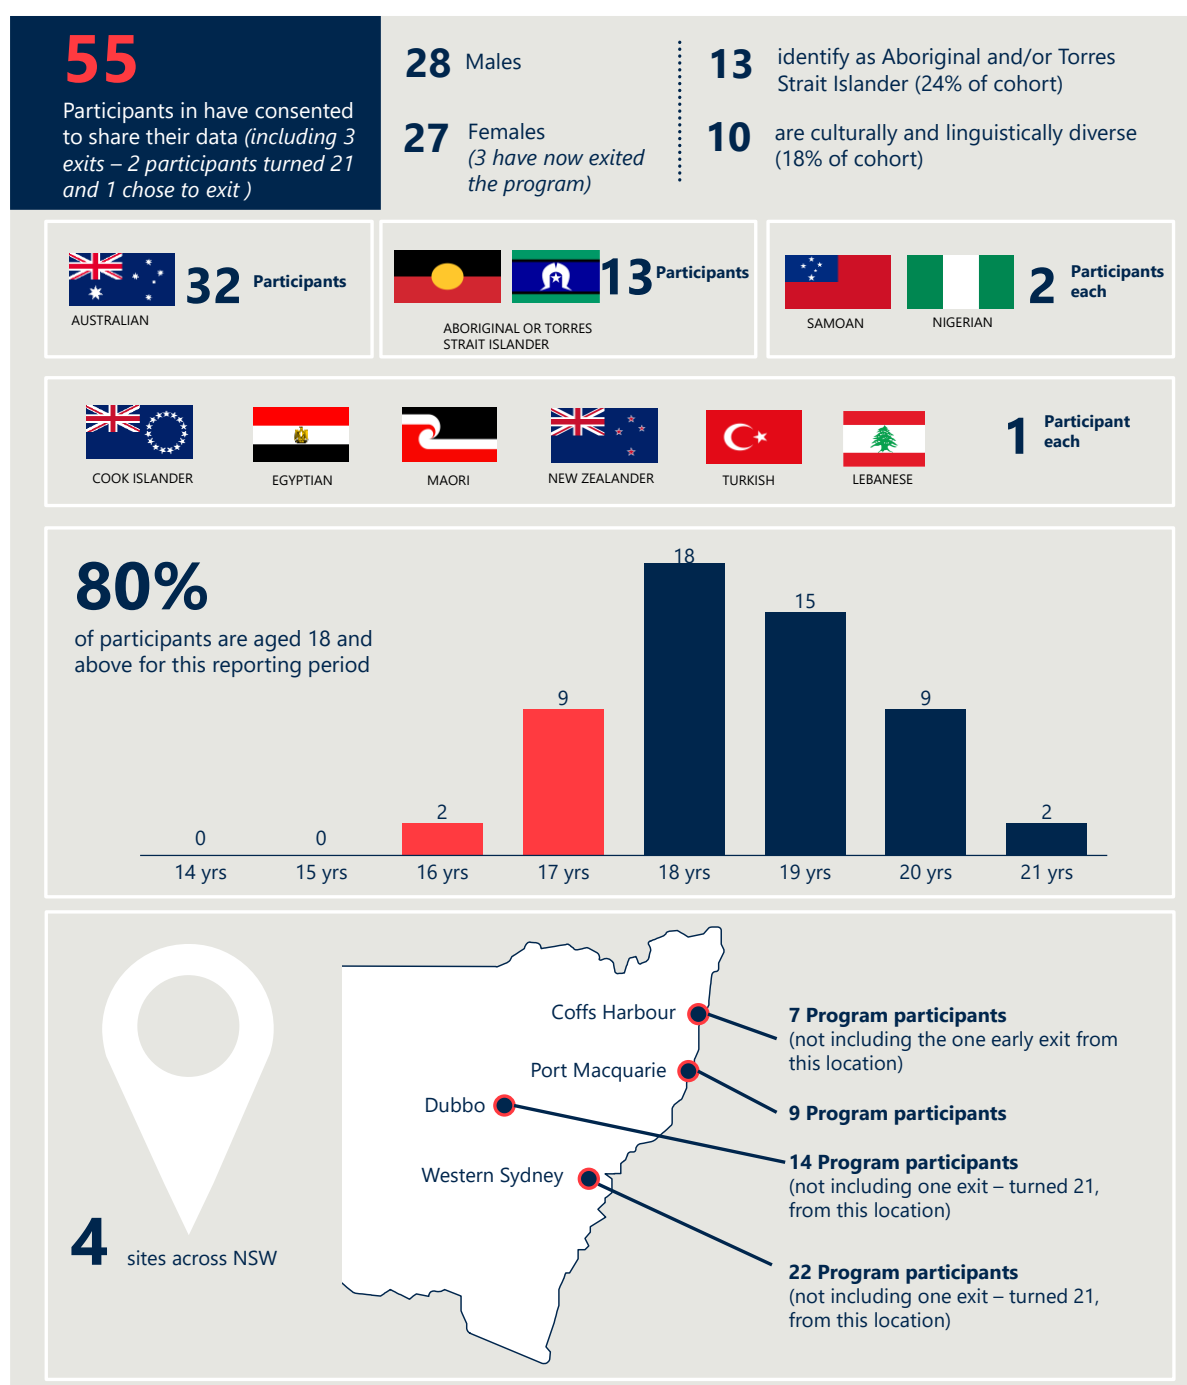 55
Participants in have consented
to share their data (including 3
exits – 2 participants turned 21
and 1 chose to exit )
28 Males
27 Females
(3 have now exited
the program)
13 identify as Aboriginal and/or Torres
Strait Islander (24% of cohort)
10 are culturally and linguistically diverse
(18% of cohort)
32 Participants
AUSTRALIAN
13 Participants
ABORIGINAL OR TORRES
STRAIT ISLANDER
2 Participants
each
SAMOAN
NIGERIAN
COOK ISLANDER
EGYPTIAN
MAORI
NEW ZEALANDER
TURKISH
LEBANESE
1 Participant
each
80%
of participants are aged 18 and
above for this reporting period
0
0
2
9
18
15
9
2
14 yrs
15 yrs
16 yrs
17 yrs
18 yrs
19 yrs
20 yrs
21 yrs
4 sites across NSW
Coffs Harbour
Port Macquarie
Dubbo
Western Sydney
7 Program participants
(not including the one early exit from
this location)
9 Program participants
14 Program participants
(not including one exit – turned 21,
from this location)
22 Program participants
(not including one exit – turned 21,
from this location)